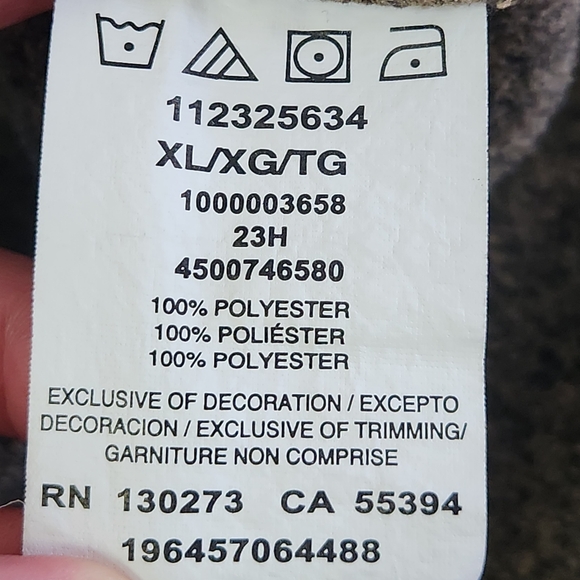 112325634
XL/XG/TG
1000003658
23H
4500746580
100% POLYESTER
100% POLIÉSTER
100% POLYESTER
EXCLUSIVE OF DECORATION / EXCEPTO
DECORACION / EXCLUSIVE OF TRIMMING/
GARNITURE NON COMPRISE
RN 130273 CA 55394
196457064488